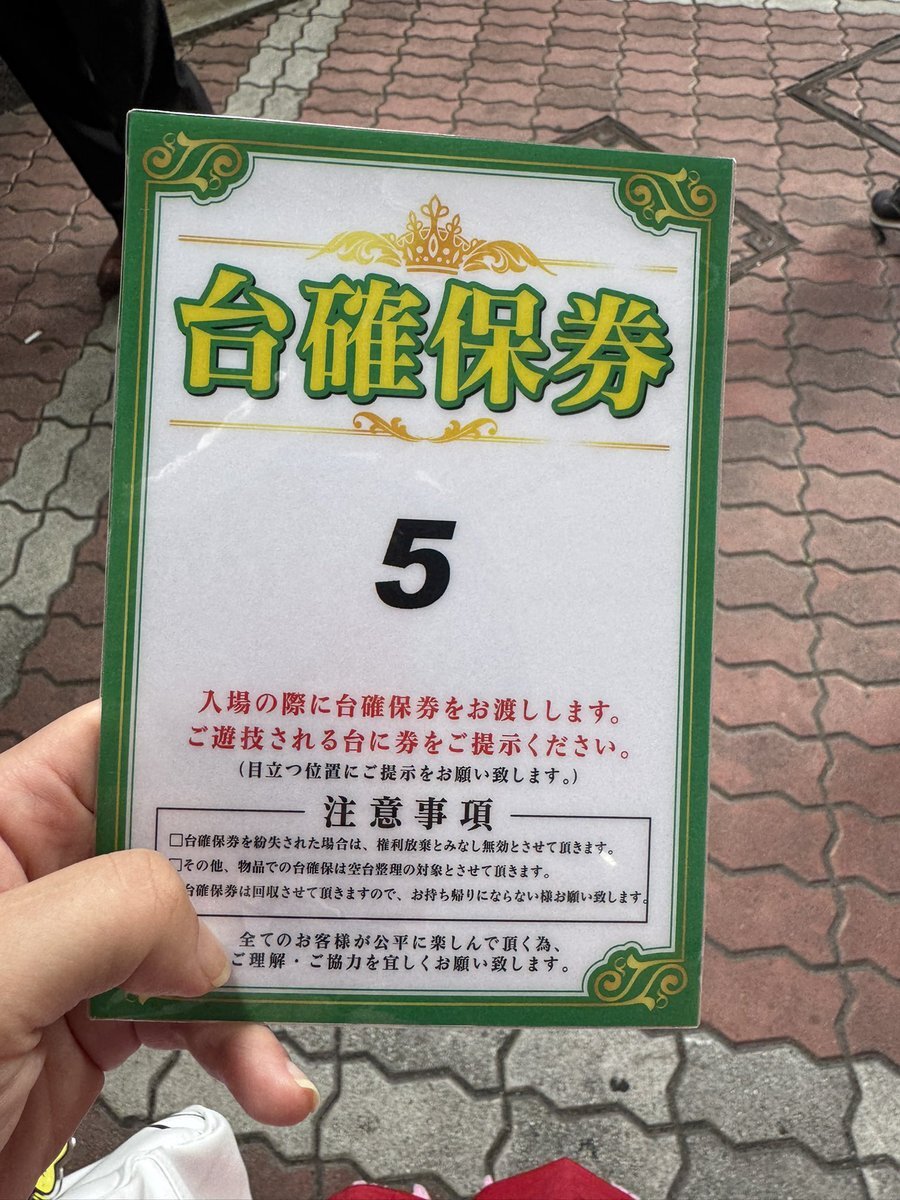 台確保券
5
入場の際に台確保券をお渡しします。
ご遊技される台に券をご提示ください。
(目立つ位置にご提示をお願い致します。)
注意事項
□台確保券を紛失された場合は、権利放棄とみなし無効とさせて頂きます。
□その他、物品での台確保は空台整理の対象とさせて頂きます。
台確保券は回収させて頂きますので、お持ち帰りにならない様お願い致します。
全てのお客様が公平に楽しんで頂く為、
ご理解・ご協力を宜しくお願い致します。